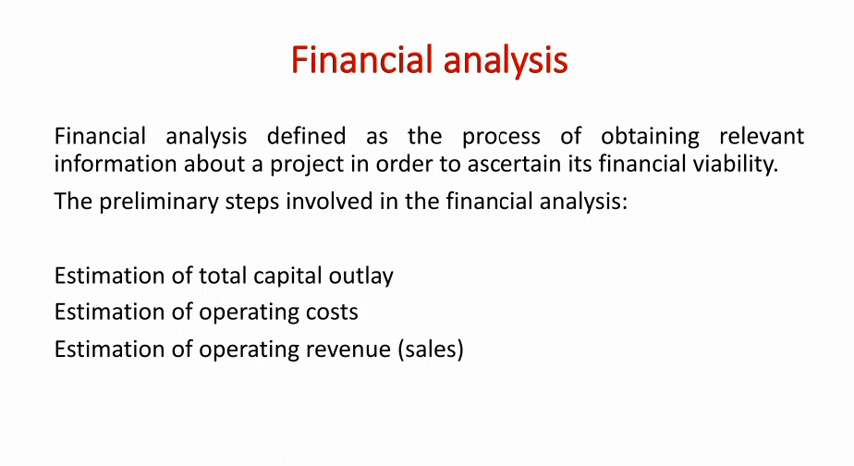 Financial analysis
Financial analysis defined as the process of obtaining relevant
information about a project in order to ascertain its financial viability.
The preliminary steps involved in the financial analysis:
Estimation of total capital outlay
Estimation of operating costs
Estimation of operating revenue (sales)